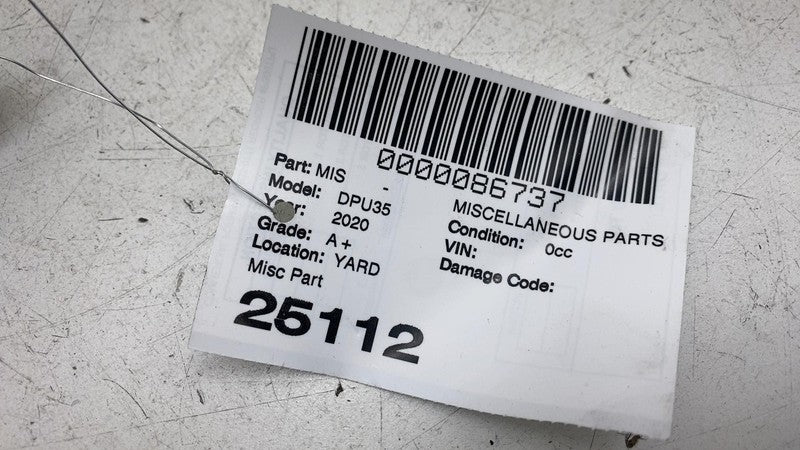 0000086737
Part: MIS - MISCELLANEOUS PARTS
Model: DPU35 Condition: 0cc
Year: 2020 VIN:
Grade: A+ Damage Code:
Location: YARD
Misc Part
25112